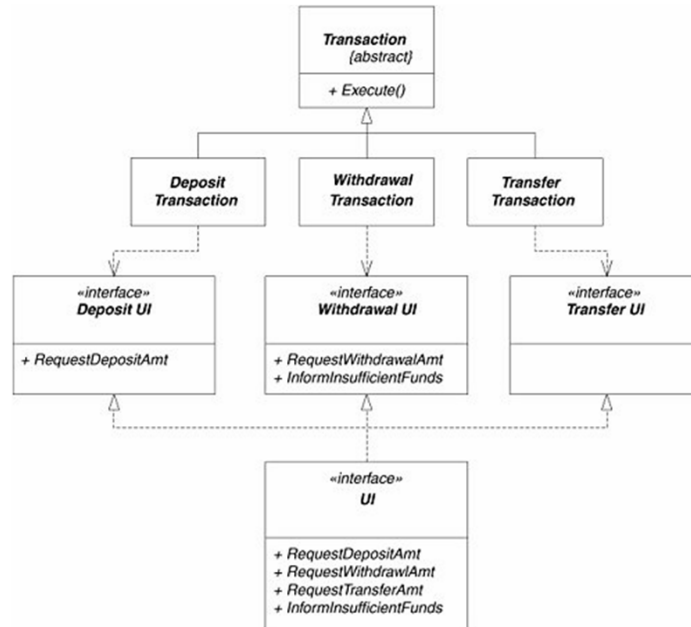 Transaction
{abstract}
+ Execute()
Deposit
Transaction
Withdrawal
Transaction
Transfer
Transaction
«interface»
Deposit UI
+ RequestDepositAmt
«interface»
Withdrawal UI
+ RequestWithdrawalAmt
+ InformInsufficientFunds
«interface»
Transfer UI
«interface»
UI
+ RequestDepositAmt
+ RequestWithdrawlAmt
+ RequestTransferAmt
+ InformInsufficientFunds